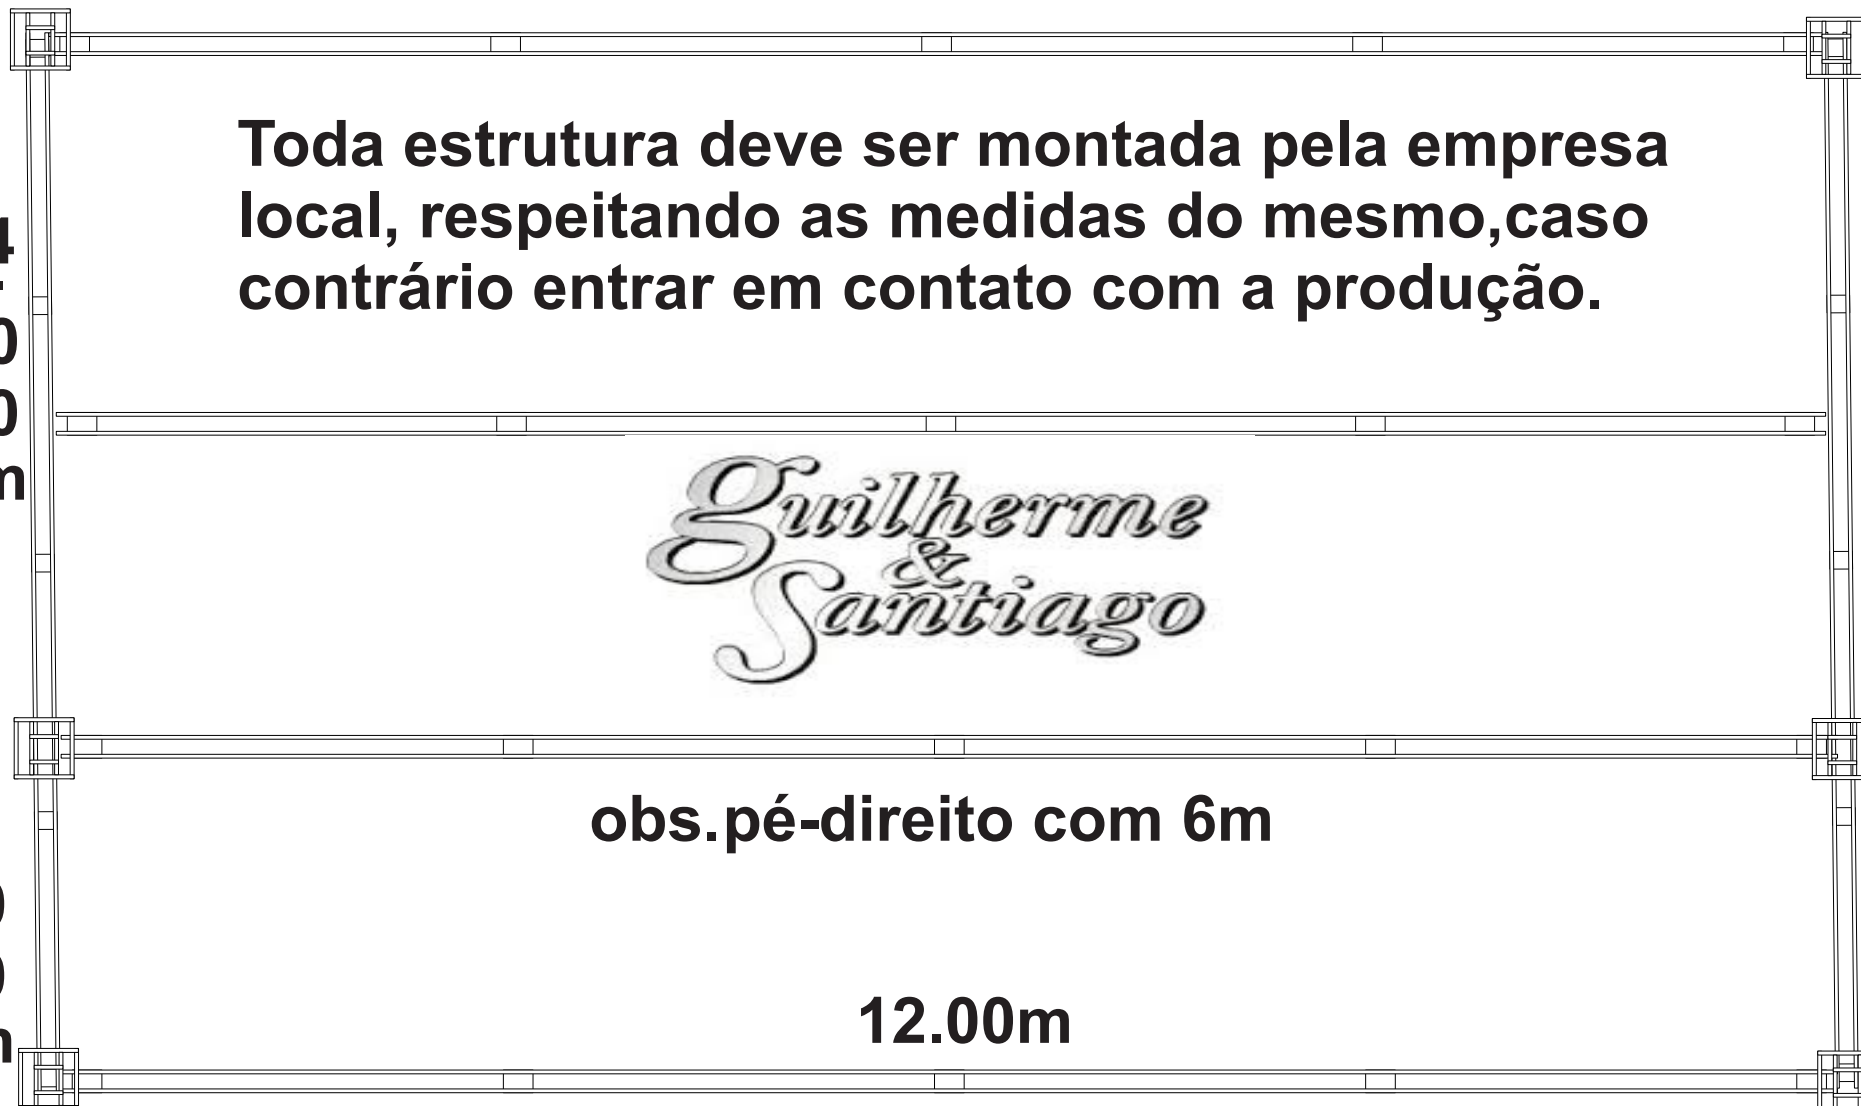 Toda estrutura deve ser montada pela empresa
local, respeitando as medidas do mesmo,caso
contrário entrar em contato com a produção.
guilherme
&
Santiago
obs.pé-direito com 6m
12.00m